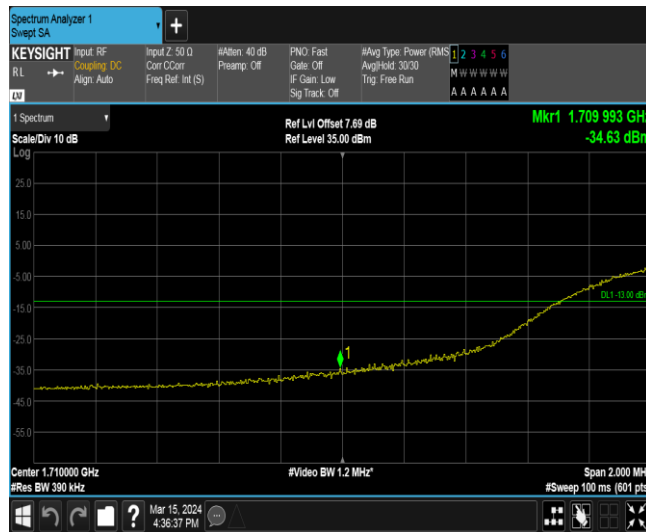 Spectrum Analyzer 1
Swept SA
+
KEYSIGHT
RL
LXI
Input: RF
Coupling: DC
Align: Auto
Input Z: 50 Ω
Corr CCorr
Freq Ref: Int (S)
#Atten: 40 dB
Preamp: Off
PNO: Fast
Gate: Off
IF Gain: Low
Sig Track: Off
#Avg Type: Power (RMS
Avg|Hold: 30/30
Trig: Free Run
1 2 3 4 5 6
M W W W W W
A A A A A A
1 Spectrum
Scale/Div 10 dB
Ref Lvl Offset 7.69 dB
Ref Level 35.00 dBm
Mkr1 1.709 993 GHz
-34.63 dBm
Log
25.0
15.0
5.00
-5.00
-15.0
-25.0
-35.0
-45.0
-55.0
DL1 -13.00 dBm
1
Center 1.710000 GHz
#Res BW 390 kHz
#Video BW 1.2 MHz*
Span 2.000 MH
#Sweep 100 ms (601 pts
?
Mar 15, 2024
4:36:37 PM